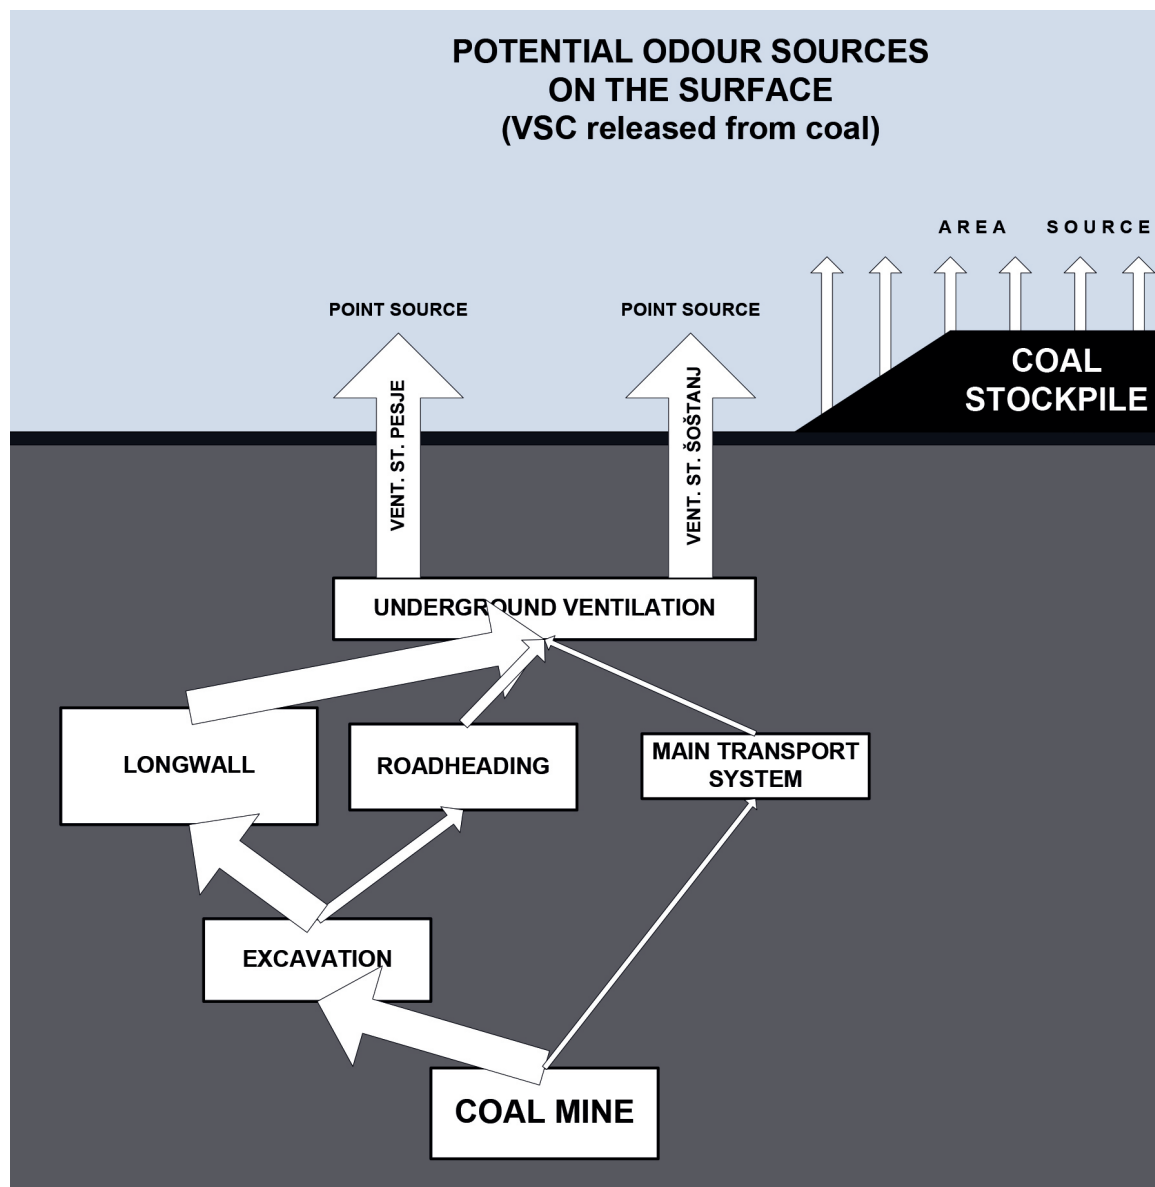 POTENTIAL ODOUR SOURCES
ON THE SURFACE
(VSC released from coal)
AREA SOURCE
POINT SOURCE
POINT SOURCE
COAL
STOCKPILE
VENT. ST. PESJE
VENT. ST. ŠOŠTANJ
UNDERGROUND VENTILATION
LONGWALL
ROADHEADING
MAIN TRANSPORT
SYSTEM
EXCAVATION
COAL MINE